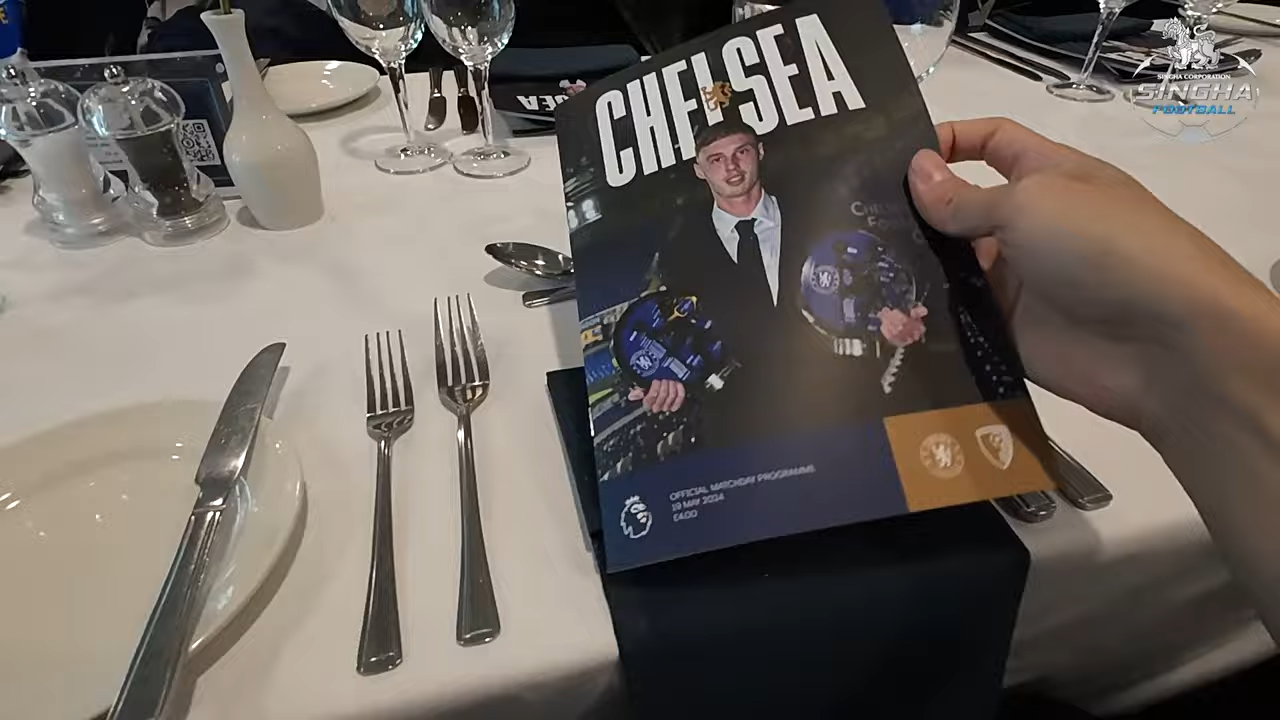 SINGHA CORPORATION
SINGHA
FOOTBALL
CHELSEA
OFFICIAL MATCHDAY PROGRAMME
19 MAY 2024
£4.00